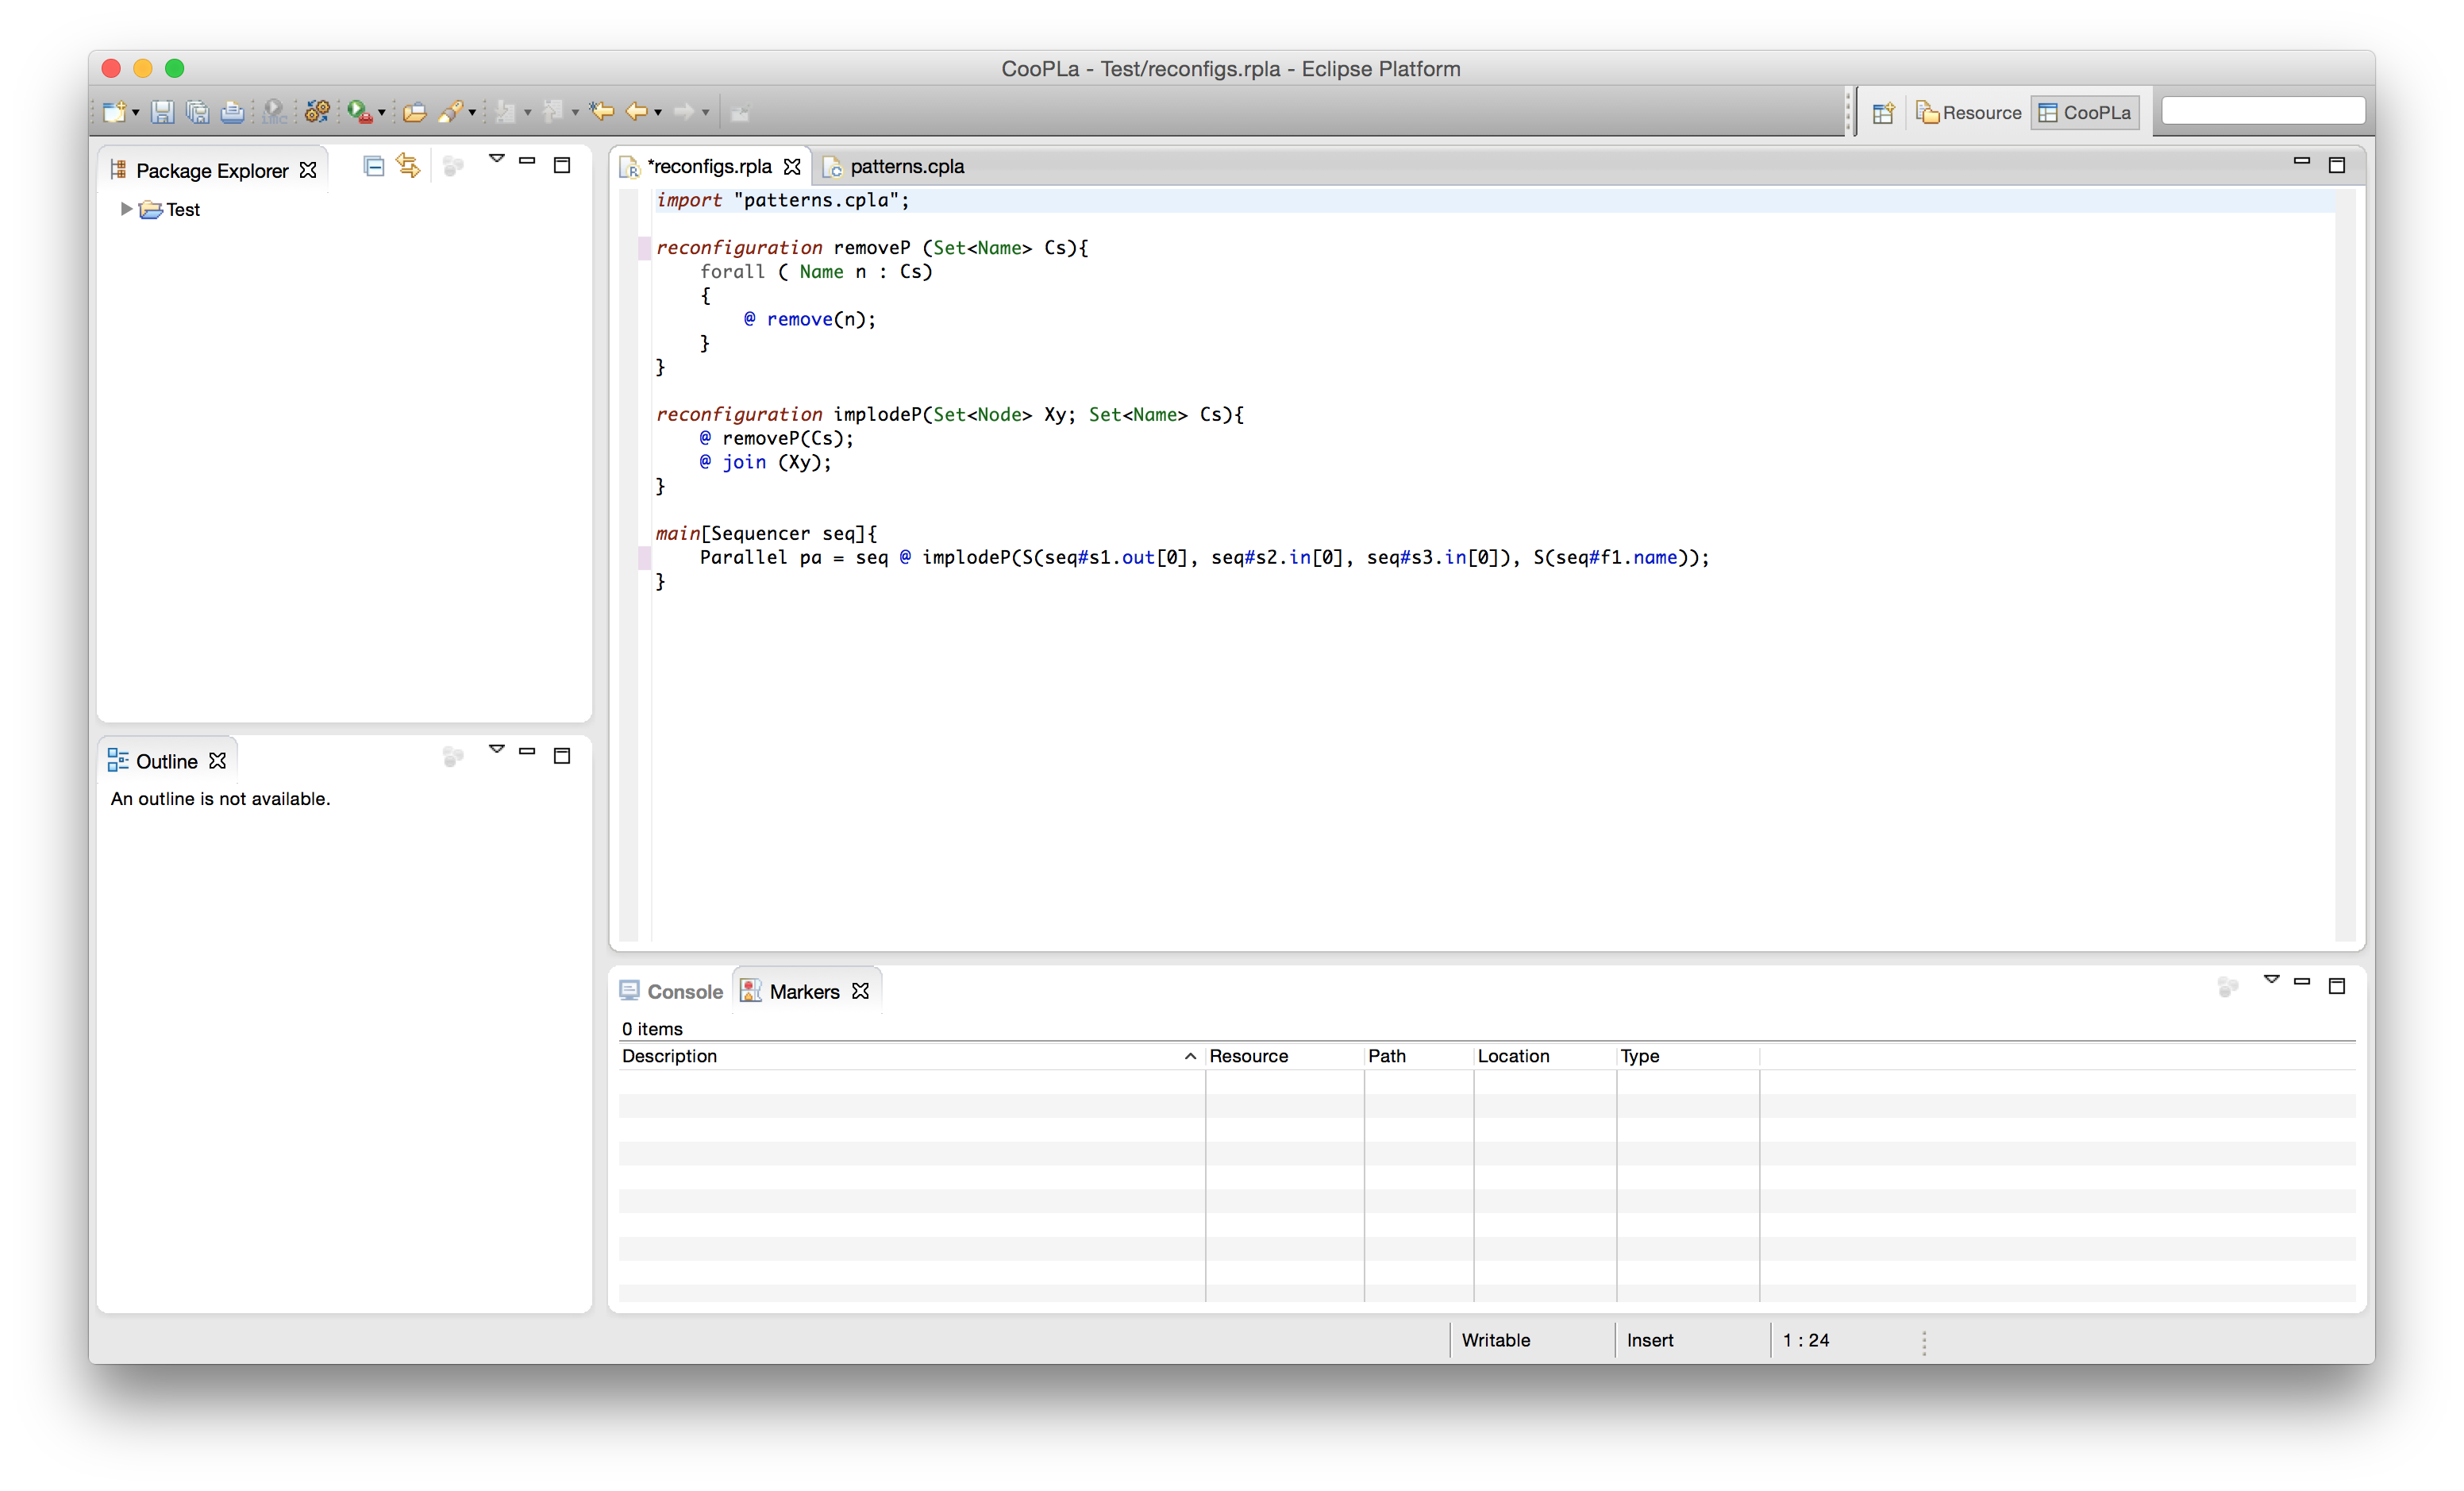 CooPLa - Test/reconfigs.rpla - Eclipse Platform
Resource
CooPLa
Package Explorer
Test
*reconfigs.rpla
patterns.cpla
import "patterns.cpla";
reconfiguration removeP (Set<Name> Cs){
    forall ( Name n : Cs)
    {
        @ remove(n);
    }
}
reconfiguration implodeP(Set<Node> Xy; Set<Name> Cs){
    @ removeP(Cs);
    @ join (Xy);
}
main[Sequencer seq]{
    Parallel pa = seq @ implodeP(S(seq#s1.out[0], seq#s2.in[0], seq#s3.in[0]), S(seq#f1.name));
}
Outline
An outline is not available.
Console
Markers
0 items
Description
Resource
Path
Location
Type
Writable
Insert
1 : 24